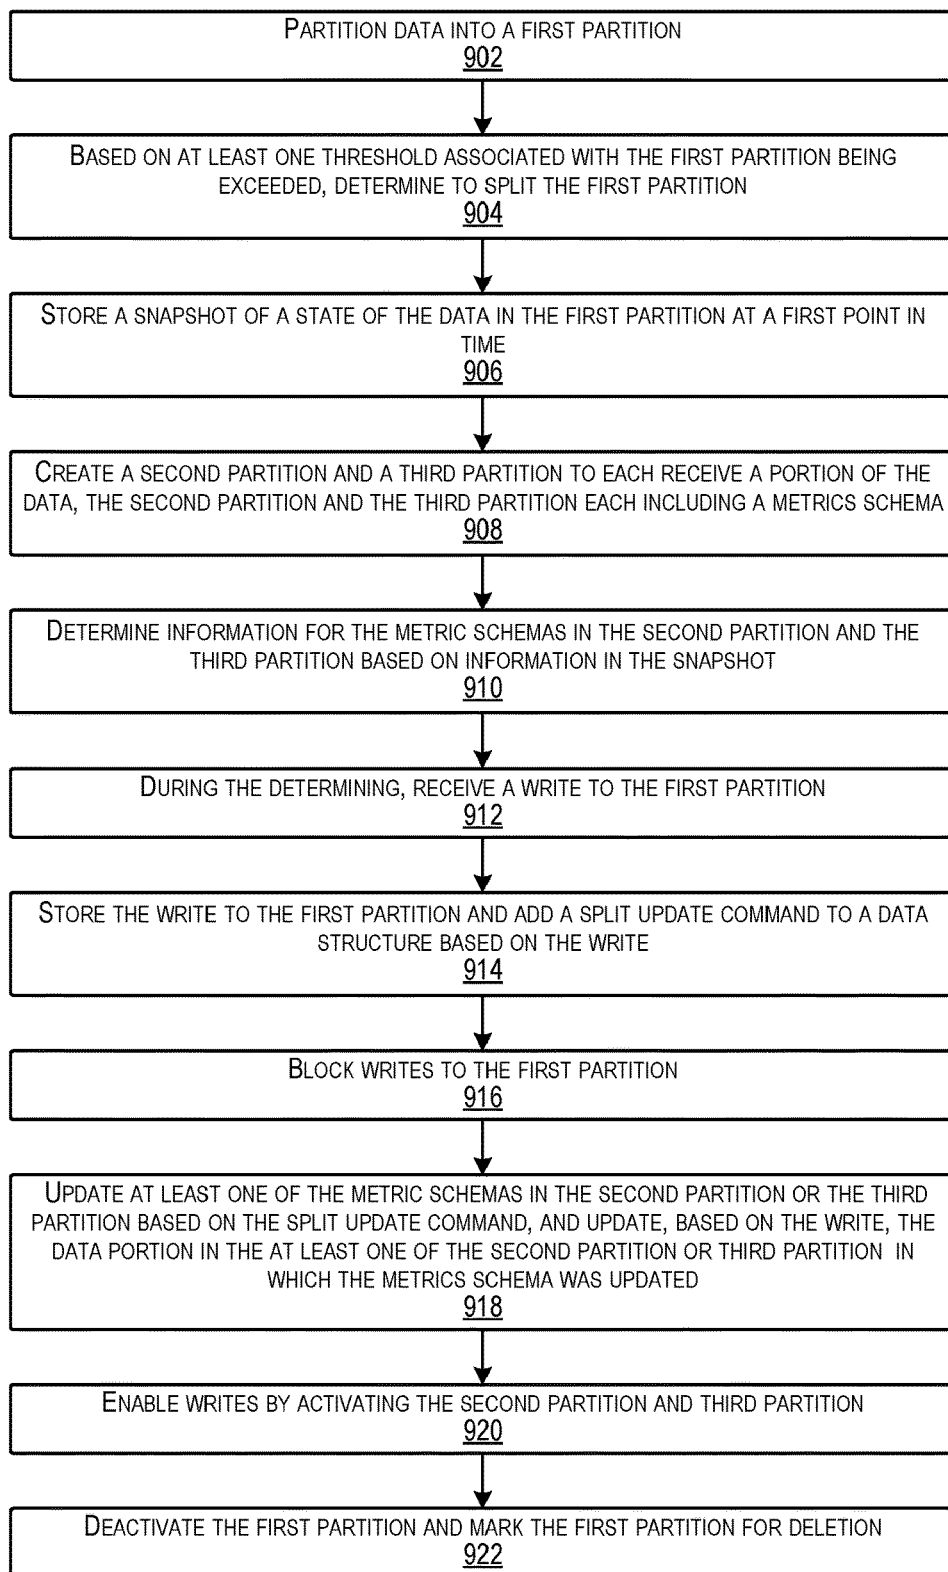 PARTITION DATA INTO A FIRST PARTITION
902
BASED ON AT LEAST ONE THRESHOLD ASSOCIATED WITH THE FIRST PARTITION BEING
EXCEEDED, DETERMINE TO SPLIT THE FIRST PARTITION
904
STORE A SNAPSHOT OF A STATE OF THE DATA IN THE FIRST PARTITION AT A FIRST POINT IN
TIME
906
CREATE A SECOND PARTITION AND A THIRD PARTITION TO EACH RECEIVE A PORTION OF THE
DATA, THE SECOND PARTITION AND THE THIRD PARTITION EACH INCLUDING A METRICS SCHEMA
908
DETERMINE INFORMATION FOR THE METRIC SCHEMAS IN THE SECOND PARTITION AND THE
THIRD PARTITION BASED ON INFORMATION IN THE SNAPSHOT
910
DURING THE DETERMINING, RECEIVE A WRITE TO THE FIRST PARTITION
912
STORE THE WRITE TO THE FIRST PARTITION AND ADD A SPLIT UPDATE COMMAND TO A DATA
STRUCTURE BASED ON THE WRITE
914
BLOCK WRITES TO THE FIRST PARTITION
916
UPDATE AT LEAST ONE OF THE METRIC SCHEMAS IN THE SECOND PARTITION OR THE THIRD
PARTITION BASED ON THE SPLIT UPDATE COMMAND, AND UPDATE, BASED ON THE WRITE, THE
DATA PORTION IN THE AT LEAST ONE OF THE SECOND PARTITION OR THIRD PARTITION IN
WHICH THE METRICS SCHEMA WAS UPDATED
918
ENABLE WRITES BY ACTIVATING THE SECOND PARTITION AND THIRD PARTITION
920
DEACTIVATE THE FIRST PARTITION AND MARK THE FIRST PARTITION FOR DELETION
922